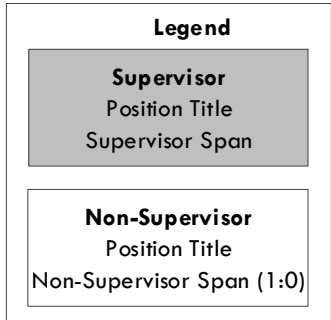 Legend
Supervisor
Position Title
Supervisor Span
Non-Supervisor
Position Title
Non-Supervisor Span (1:0)